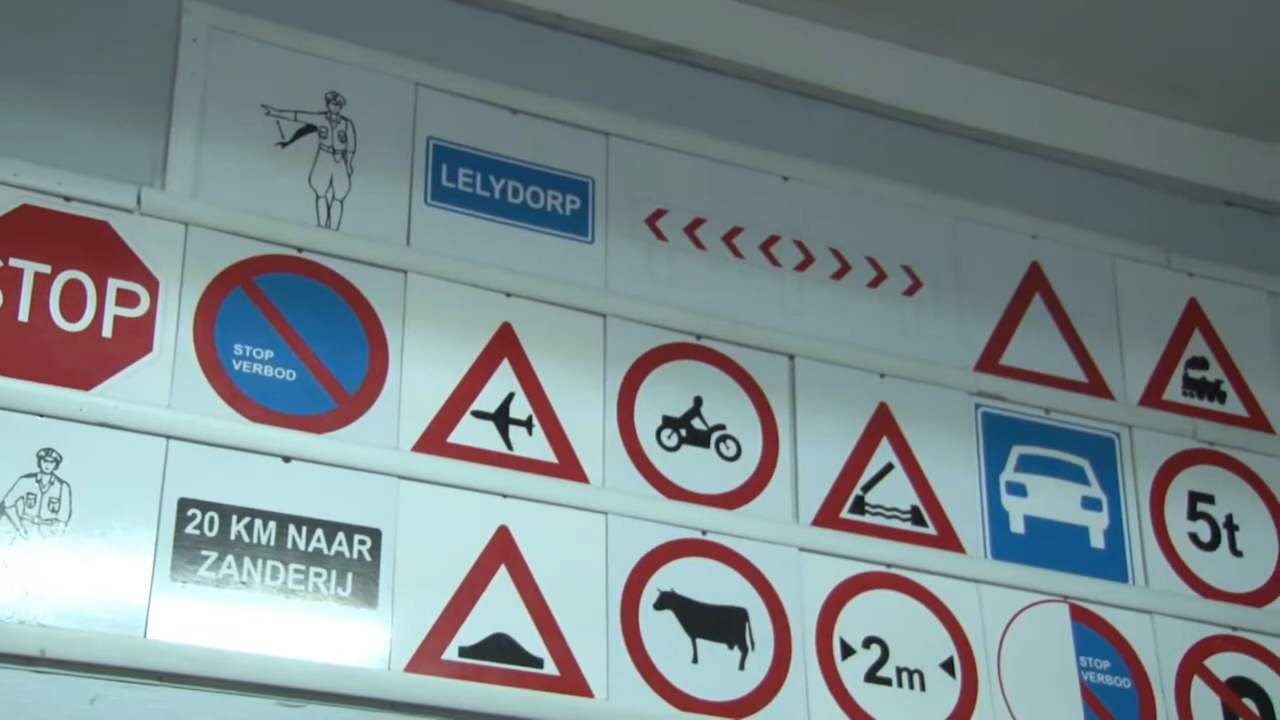 LELYDORP
STOP
STOP
VERBOD
5t
20 KM NAAR
ZANDERIJ
2m
STOP
VERBOD